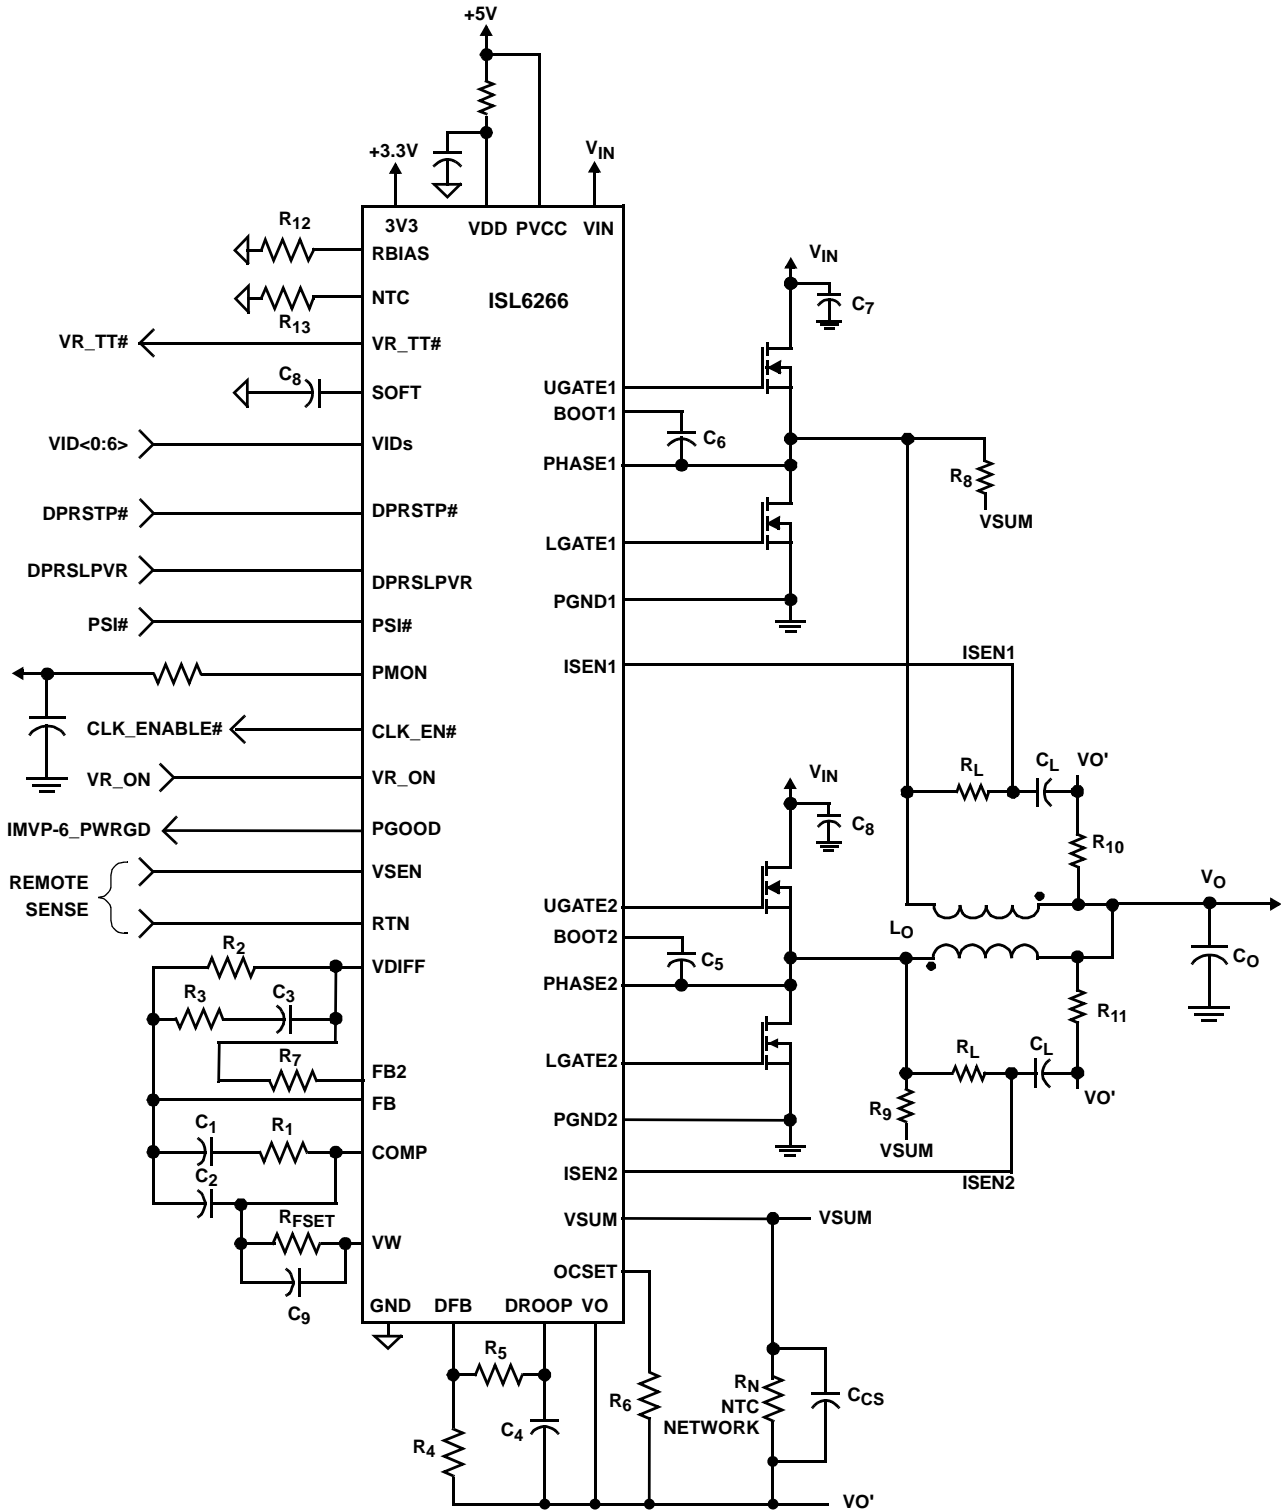 +5V
+3.3V
VIN
3V3
VDD
PVCC
VIN
R12
RBIAS
ISL6266
NTC
R13
VR_TT#
VR_TT#
C8
SOFT
VID<0:6>
VIDs
DPRSTP#
DPRSTP#
DPRSLPVR
DPRSLPVR
PSI#
PSI#
PMON
CLK_ENABLE#
CLK_EN#
VR_ON
VR_ON
IMVP-6_PWRGD
PGOOD
REMOTE
SENSE
VSEN
RTN
R2
VDIFF
R3
C3
R7
FB2
FB
C1
R1
COMP
C2
RFSET
VW
C9
GND
DFB
DROOP
VO
R5
R4
C4
VIN
C7
UGATE1
BOOT1
C6
PHASE1
R8
VSUM
LGATE1
PGND1
ISEN1
ISEN1
RL
CL
VO'
R10
VIN
C8
UGATE2
BOOT2
C5
PHASE2
LO
VO
CO
R11
LGATE2
RL
CL
VO'
R9
VSUM
PGND2
ISEN2
ISEN2
VSUM
VSUM
OCSET
R6
RN
NTC
NETWORK
CCS
VO'